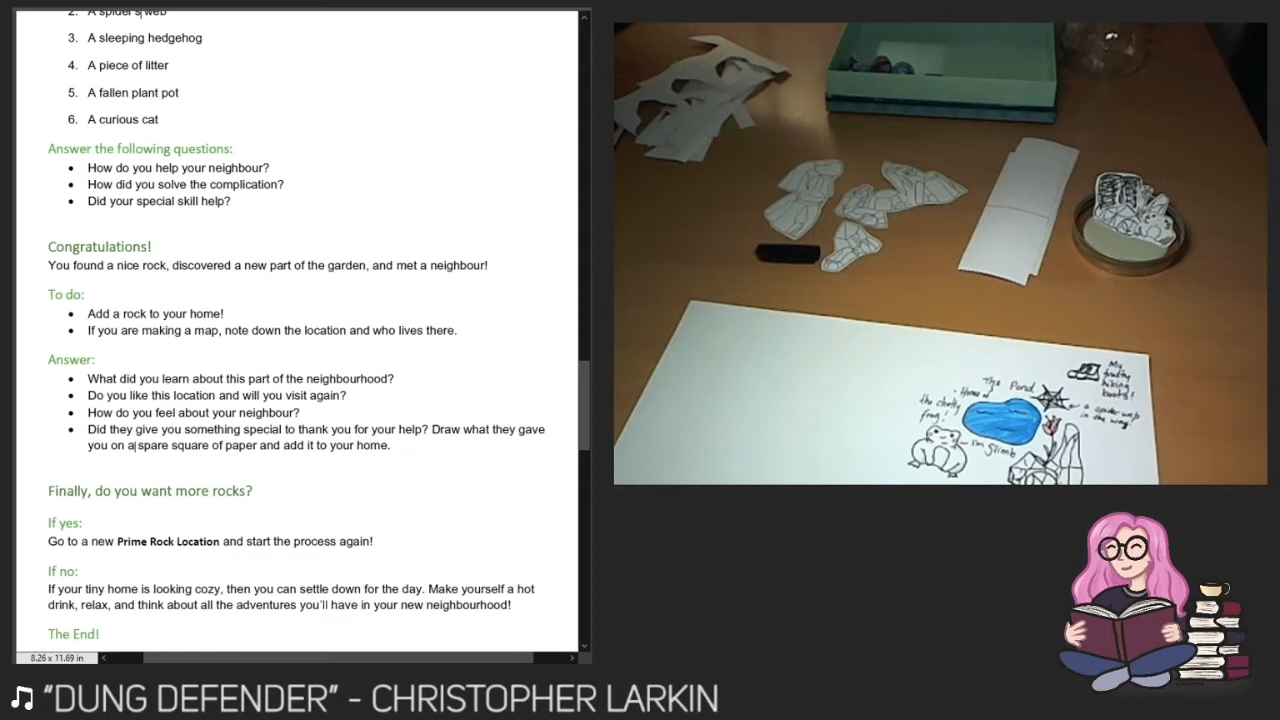 2. A spider's web
3. A sleeping hedgehog
4. A piece of litter
5. A fallen plant pot
6. A curious cat
Answer the following questions:
• How do you help your neighbour?
• How did you solve the complication?
• Did your special skill help?
Congratulations!
You found a nice rock, discovered a new part of the garden, and met a neighbour!
To do:
• Add a rock to your home!
• If you are making a map, note down the location and who lives there.
Answer:
• What did you learn about this part of the neighbourhood?
• Do you like this location and will you visit again?
• How do you feel about your neighbour?
• Did they give you something special to thank you for your help? Draw what they gave
you on a spare square of paper and add it to your home.
Finally, do you want more rocks?
If yes:
Go to a new Prime Rock Location and start the process again!
If no:
If your tiny home is looking cozy, then you can settle down for the day. Make yourself a hot
drink, relax, and think about all the adventures you'll have in your new neighbourhood!
The End!
8.26 x 11.69 in
My
trusty
hiking
boots!
The Pond
Home of
the chatty
frog!
a spider web
in the way!
I'm Glimb
♫ "DUNG DEFENDER" - CHRISTOPHER LARKIN